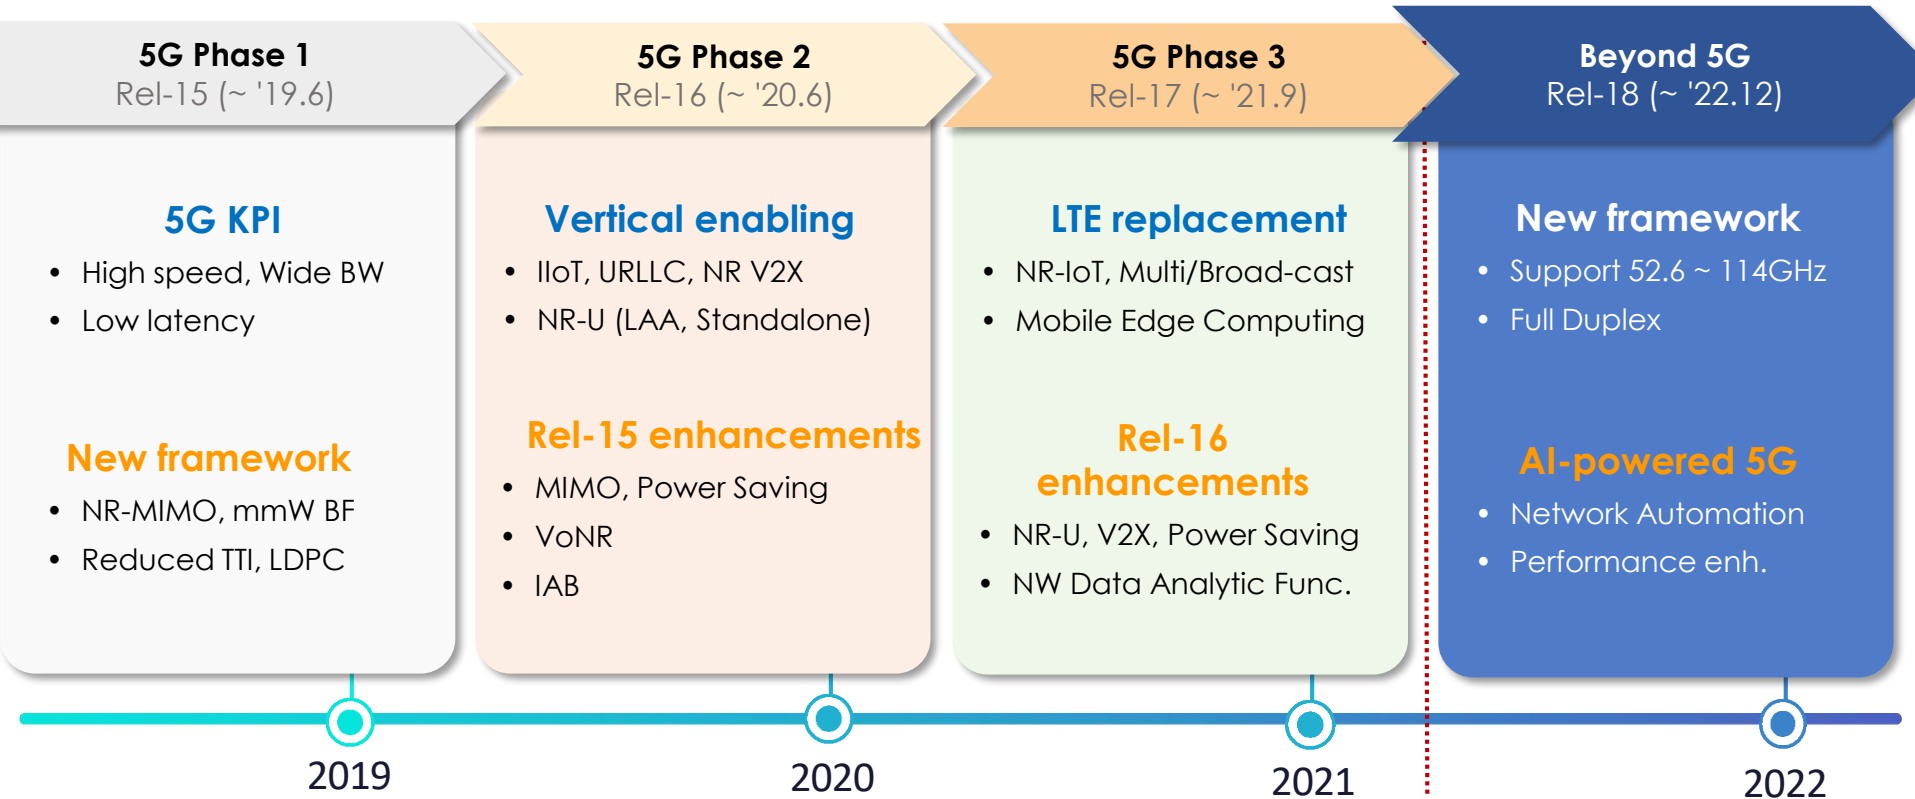 5G Phase 1
Rel-15 (~ '19.6)
5G KPI
• High speed, Wide BW
• Low latency
New framework
• NR-MIMO, mmW BF
• Reduced TTI, LDPC
2019
5G Phase 2
Rel-16 (~ '20.6)
Vertical enabling
• IIoT, URLLC, NR V2X
• NR-U (LAA, Standalone)
Rel-15 enhancements
• MIMO, Power Saving
• VoNR
• IAB
2020
5G Phase 3
Rel-17 (~ '21.9)
LTE replacement
• NR-IoT, Multi/Broad-cast
• Mobile Edge Computing
Rel-16
enhancements
• NR-U, V2X, Power Saving
• NW Data Analytic Func.
2021
Beyond 5G
Rel-18 (~ '22.12)
New framework
• Support 52.6 ~ 114GHz
• Full Duplex
AI-powered 5G
• Network Automation
• Performance enh.
2022